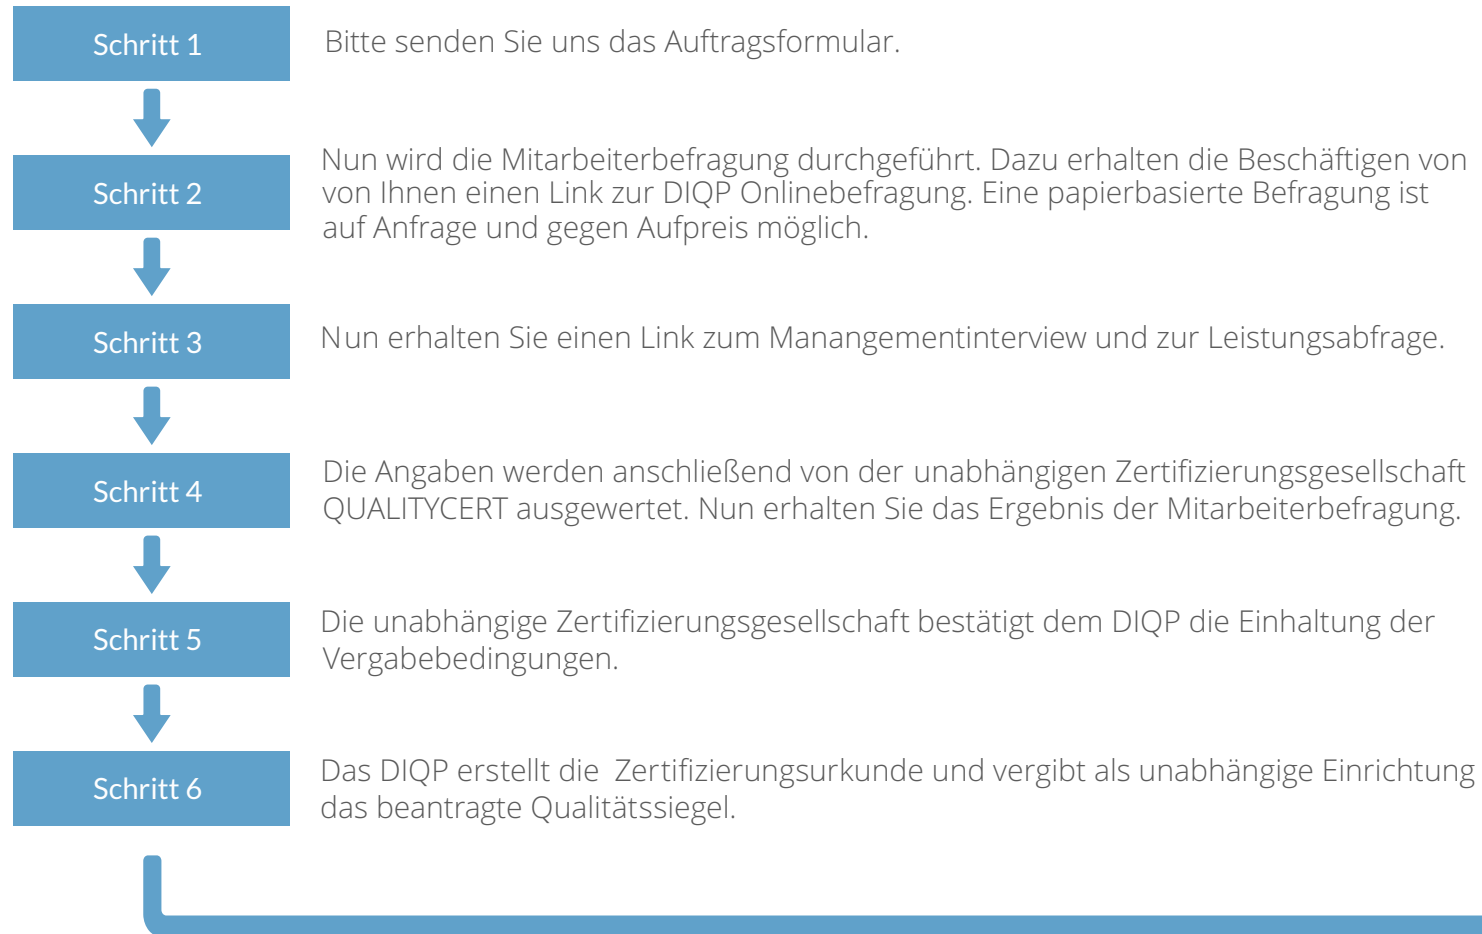 Schritt 1
Bitte senden Sie uns das Auftragsformular.
Schritt 2
Nun wird die Mitarbeiterbefragung durchgeführt. Dazu erhalten die Beschäftigen von
von Ihnen einen Link zur DIQP Onlinebefragung. Eine papierbasierte Befragung ist
auf Anfrage und gegen Aufpreis möglich.
Schritt 3
Nun erhalten Sie einen Link zum Manangementinterview und zur Leistungsabfrage.
Schritt 4
Die Angaben werden anschließend von der unabhängigen Zertifizierungsgesellschaft
QUALITYCERT ausgewertet. Nun erhalten Sie das Ergebnis der Mitarbeiterbefragung.
Schritt 5
Die unabhängige Zertifizierungsgesellschaft bestätigt dem DIQP die Einhaltung der
Vergabebedingungen.
Schritt 6
Das DIQP erstellt die  Zertifizierungsurkunde und vergibt als unabhängige Einrichtung
das beantragte Qualitätssiegel.